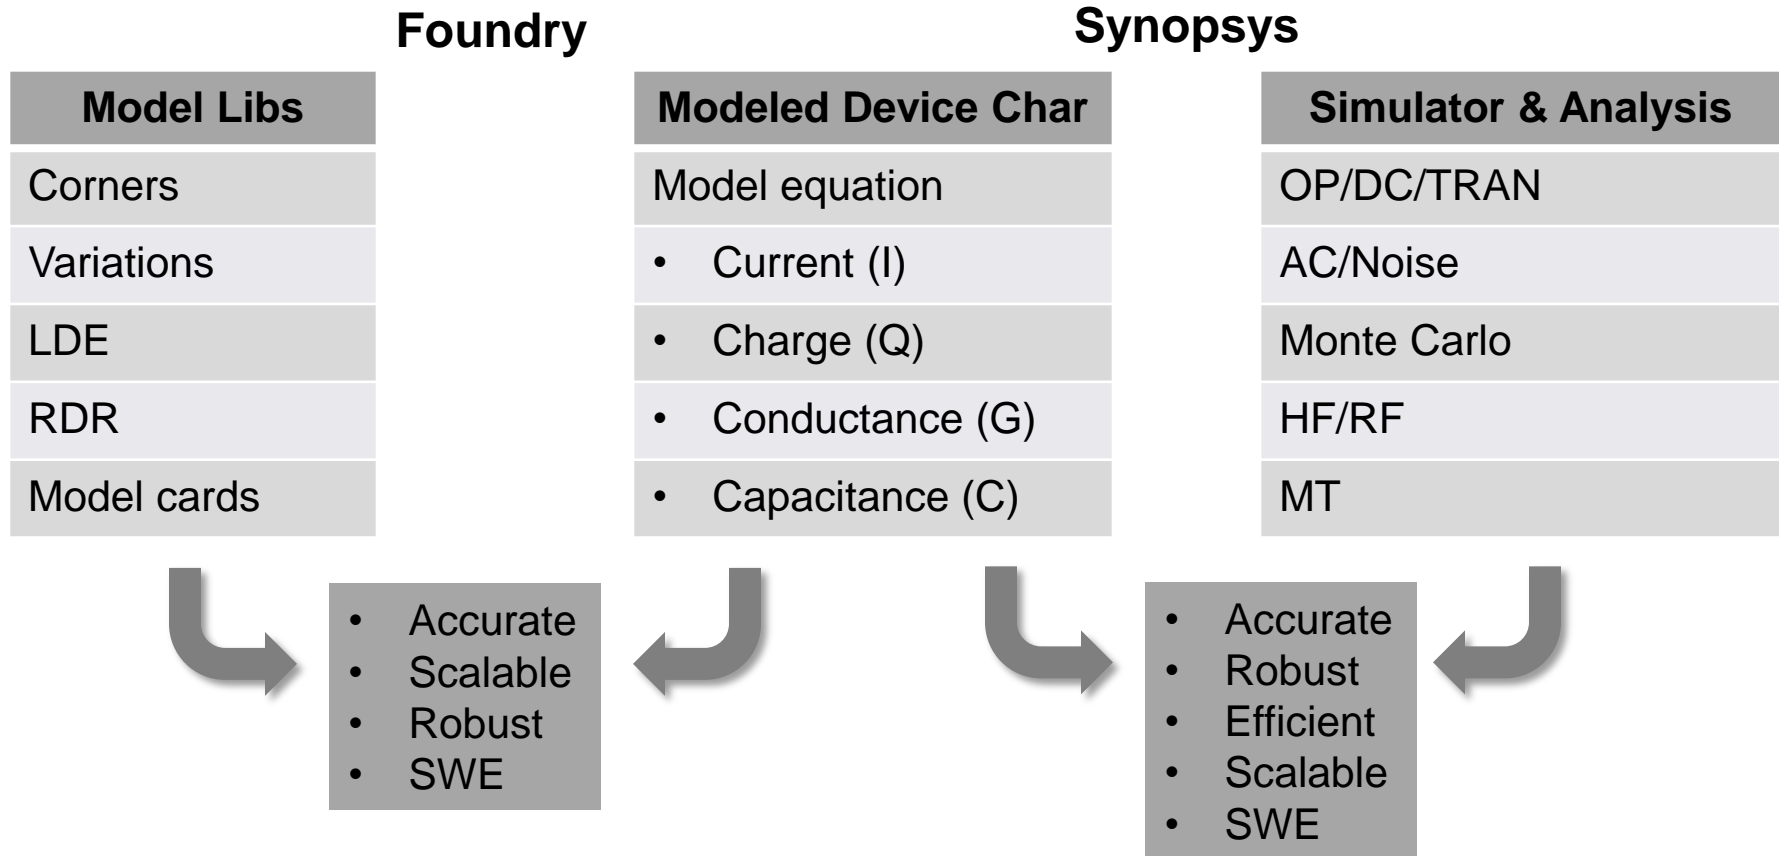 Foundry
Synopsys
Model Libs
Corners
Variations
LDE
RDR
Model cards
Modeled Device Char
Model equation
• Current (I)
• Charge (Q)
• Conductance (G)
• Capacitance (C)
Simulator & Analysis
OP/DC/TRAN
AC/Noise
Monte Carlo
HF/RF
MT
• Accurate
• Scalable
• Robust
• SWE
• Accurate
• Robust
• Efficient
• Scalable
• SWE